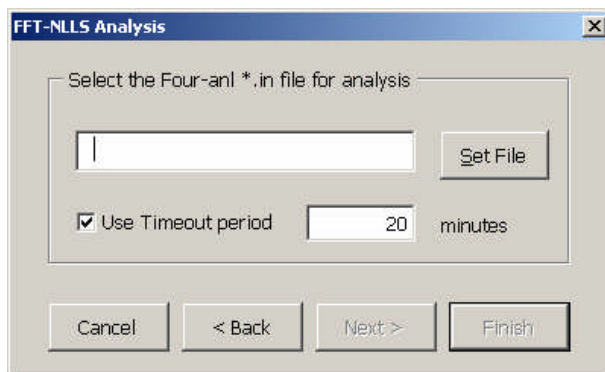 FFT-NLLS Analysis
Select the Four-anl *.in file for analysis
Set File
Use Timeout period 20 minutes
Cancel < Back Next > Finish